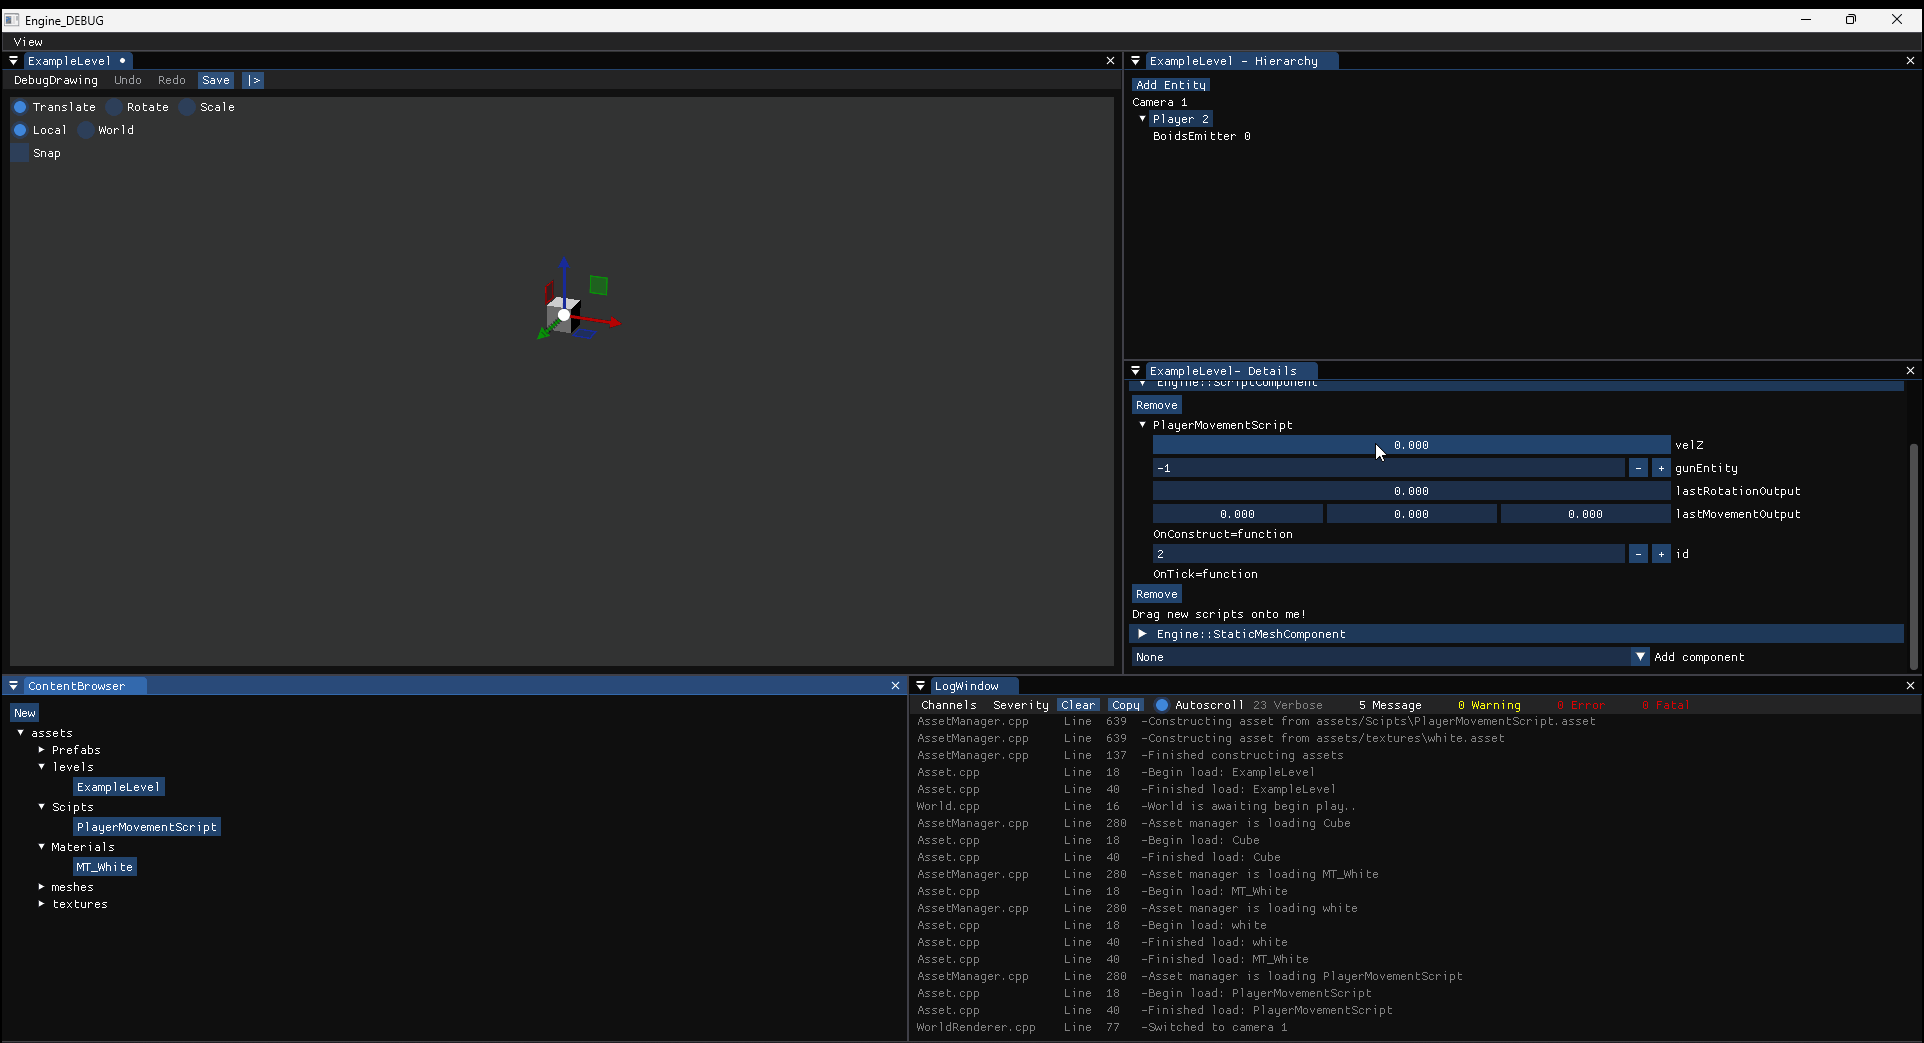 Engine_DEBUG
View
ExampleLevel
DebugDrawing Undo Redo Save |>
Translate Rotate Scale
Local World
Snap
ExampleLevel - Hierarchy
Add Entity
Camera 1
Player 2
BoidsEmitter 0
ExampleLevel- Details
Engine::ScriptComponent
Remove
PlayerMovementScript
0.000 velZ
-1 - + gunEntity
0.000 lastRotationOutput
0.000 0.000 0.000 lastMovementOutput
OnConstruct=function
2 - + id
OnTick=function
Remove
Drag new scripts onto me!
Engine::StaticMeshComponent
None Add component
ContentBrowser
New
assets
Prefabs
levels
ExampleLevel
Scipts
PlayerMovementScript
Materials
MT_White
meshes
textures
LogWindow
Channels Severity Clear Copy Autoscroll 23 Verbose 5 Message 0 Warning 0 Error 0 Fatal
AssetManager.cpp Line 639 -Constructing asset from assets/Scipts\PlayerMovementScript.asset
AssetManager.cpp Line 639 -Constructing asset from assets/textures\white.asset
AssetManager.cpp Line 137 -Finished constructing assets
Asset.cpp Line 18 -Begin load: ExampleLevel
Asset.cpp Line 40 -Finished load: ExampleLevel
World.cpp Line 16 -World is awaiting begin play..
AssetManager.cpp Line 280 -Asset manager is loading Cube
Asset.cpp Line 18 -Begin load: Cube
Asset.cpp Line 40 -Finished load: Cube
AssetManager.cpp Line 280 -Asset manager is loading MT_White
Asset.cpp Line 18 -Begin load: MT_White
AssetManager.cpp Line 280 -Asset manager is loading white
Asset.cpp Line 18 -Begin load: white
Asset.cpp Line 40 -Finished load: white
Asset.cpp Line 40 -Finished load: MT_White
AssetManager.cpp Line 280 -Asset manager is loading PlayerMovementScript
Asset.cpp Line 18 -Begin load: PlayerMovementScript
Asset.cpp Line 40 -Finished load: PlayerMovementScript
WorldRenderer.cpp Line 77 -Switched to camera 1